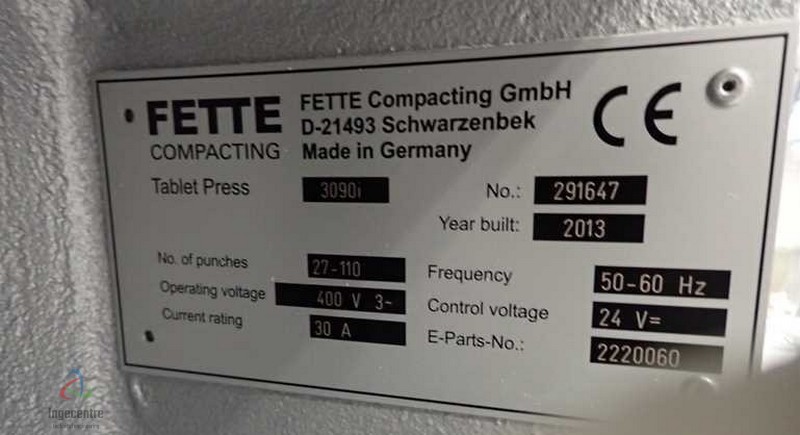 FETTE COMPACTING
FETTE Compacting GmbH
D-21493 Schwarzenbek
Made in Germany
CE
Tablet Press 3090i
No.: 291647
Year built: 2013
No. of punches 27-110
Operating voltage 400 V 3~
Current rating 30 A
Frequency 50-60 Hz
Control voltage 24 V=
E-Parts-No.: 2220060
Ingecentre